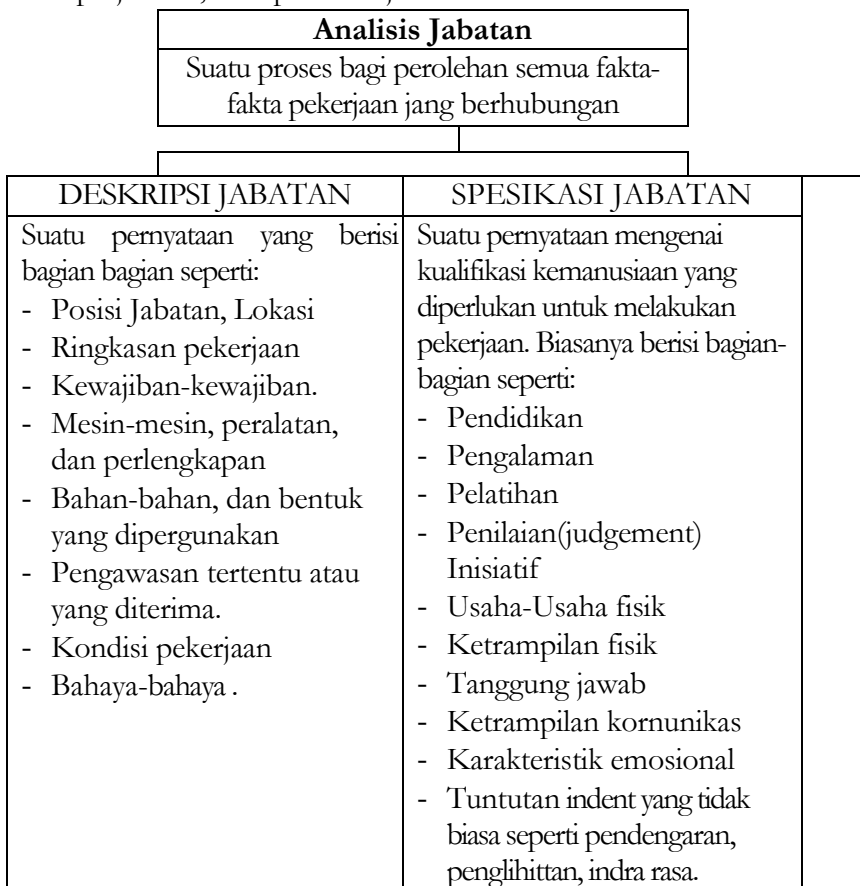 Analisis Jabatan
Suatu proses bagi perolehan semua fakta-
fakta pekerjaan jang berhubungan
DESKRIPSI JABATAN
Suatu pernyataan yang berisi
bagian bagian seperti:
- Posisi Jabatan, Lokasi
- Ringkasan pekerjaan
- Kewajiban-kewajiban.
- Mesin-mesin, peralatan,
dan perlengkapan
- Bahan-bahan, dan bentuk
yang dipergunakan
- Pengawasan tertentu atau
yang diterima.
- Kondisi pekerjaan
- Bahaya-bahaya .
SPESIKASI JABATAN
Suatu pernyataan mengenai
kualifikasi kemanusiaan yang
diperlukan untuk melakukan
pekerjaan. Biasanya berisi bagian-
bagian seperti:
- Pendidikan
- Pengalaman
- Pelatihan
- Penilaian(judgement)
Inisiatif
- Usaha-Usaha fisik
- Ketrampilan fisik
- Tanggung jawab
- Ketrampilan kornunikas
- Karakteristik emosional
- Tuntutan indent yang tidak
biasa seperti pendengaran,
penglihittan, indra rasa.